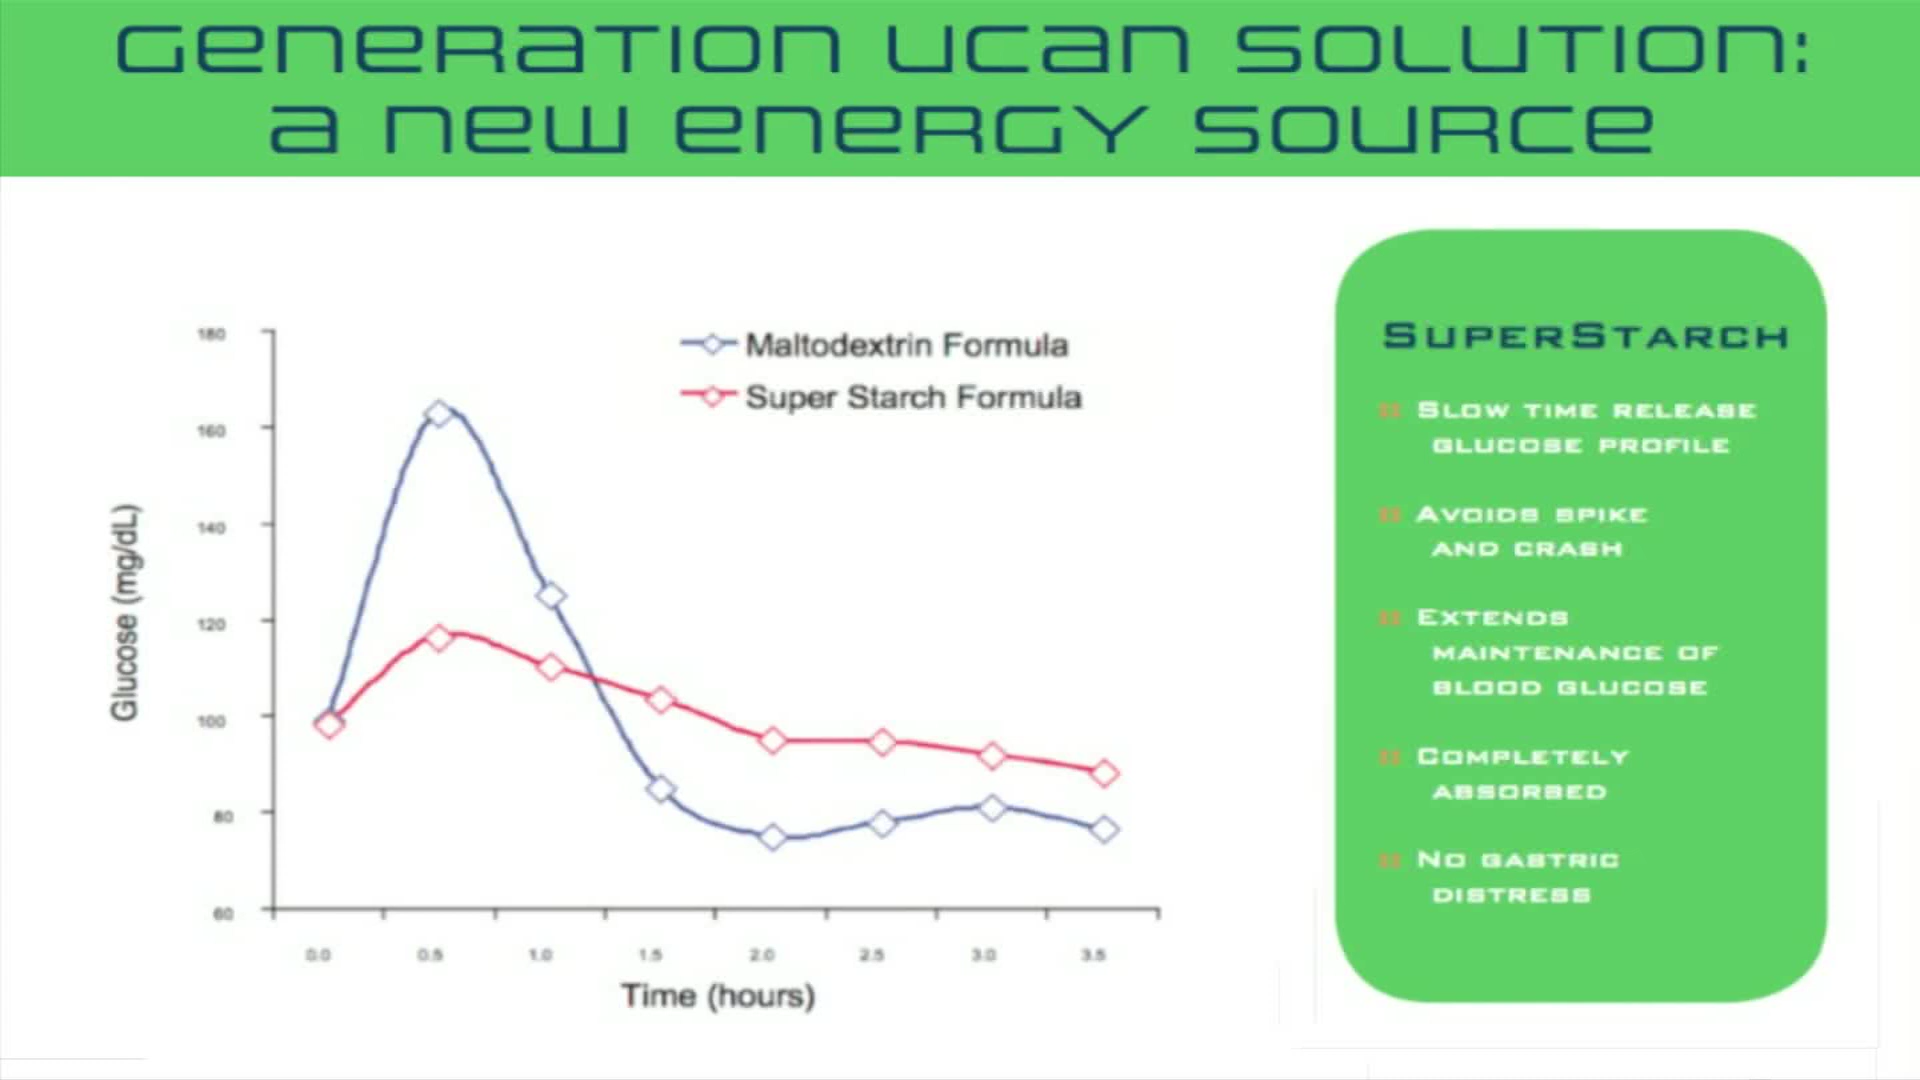 GENERATION UCAN SOLUTION:
A NEW ENERGY SOURCE
180
160
140
120
100
80
60
Glucose (mg/dL)
Maltodextrin Formula
Super Starch Formula
0.0 0.5 1.0 1.5 2.0 2.5 3.0 3.5
Time (hours)
SUPERSTARCH
SLOW TIME RELEASE
GLUCOSE PROFILE
AVOIDS SPIKE
AND CRASH
EXTENDS
MAINTENANCE OF
BLOOD GLUCOSE
COMPLETELY
ABSORBED
NO GASTRIC
DISTRESS